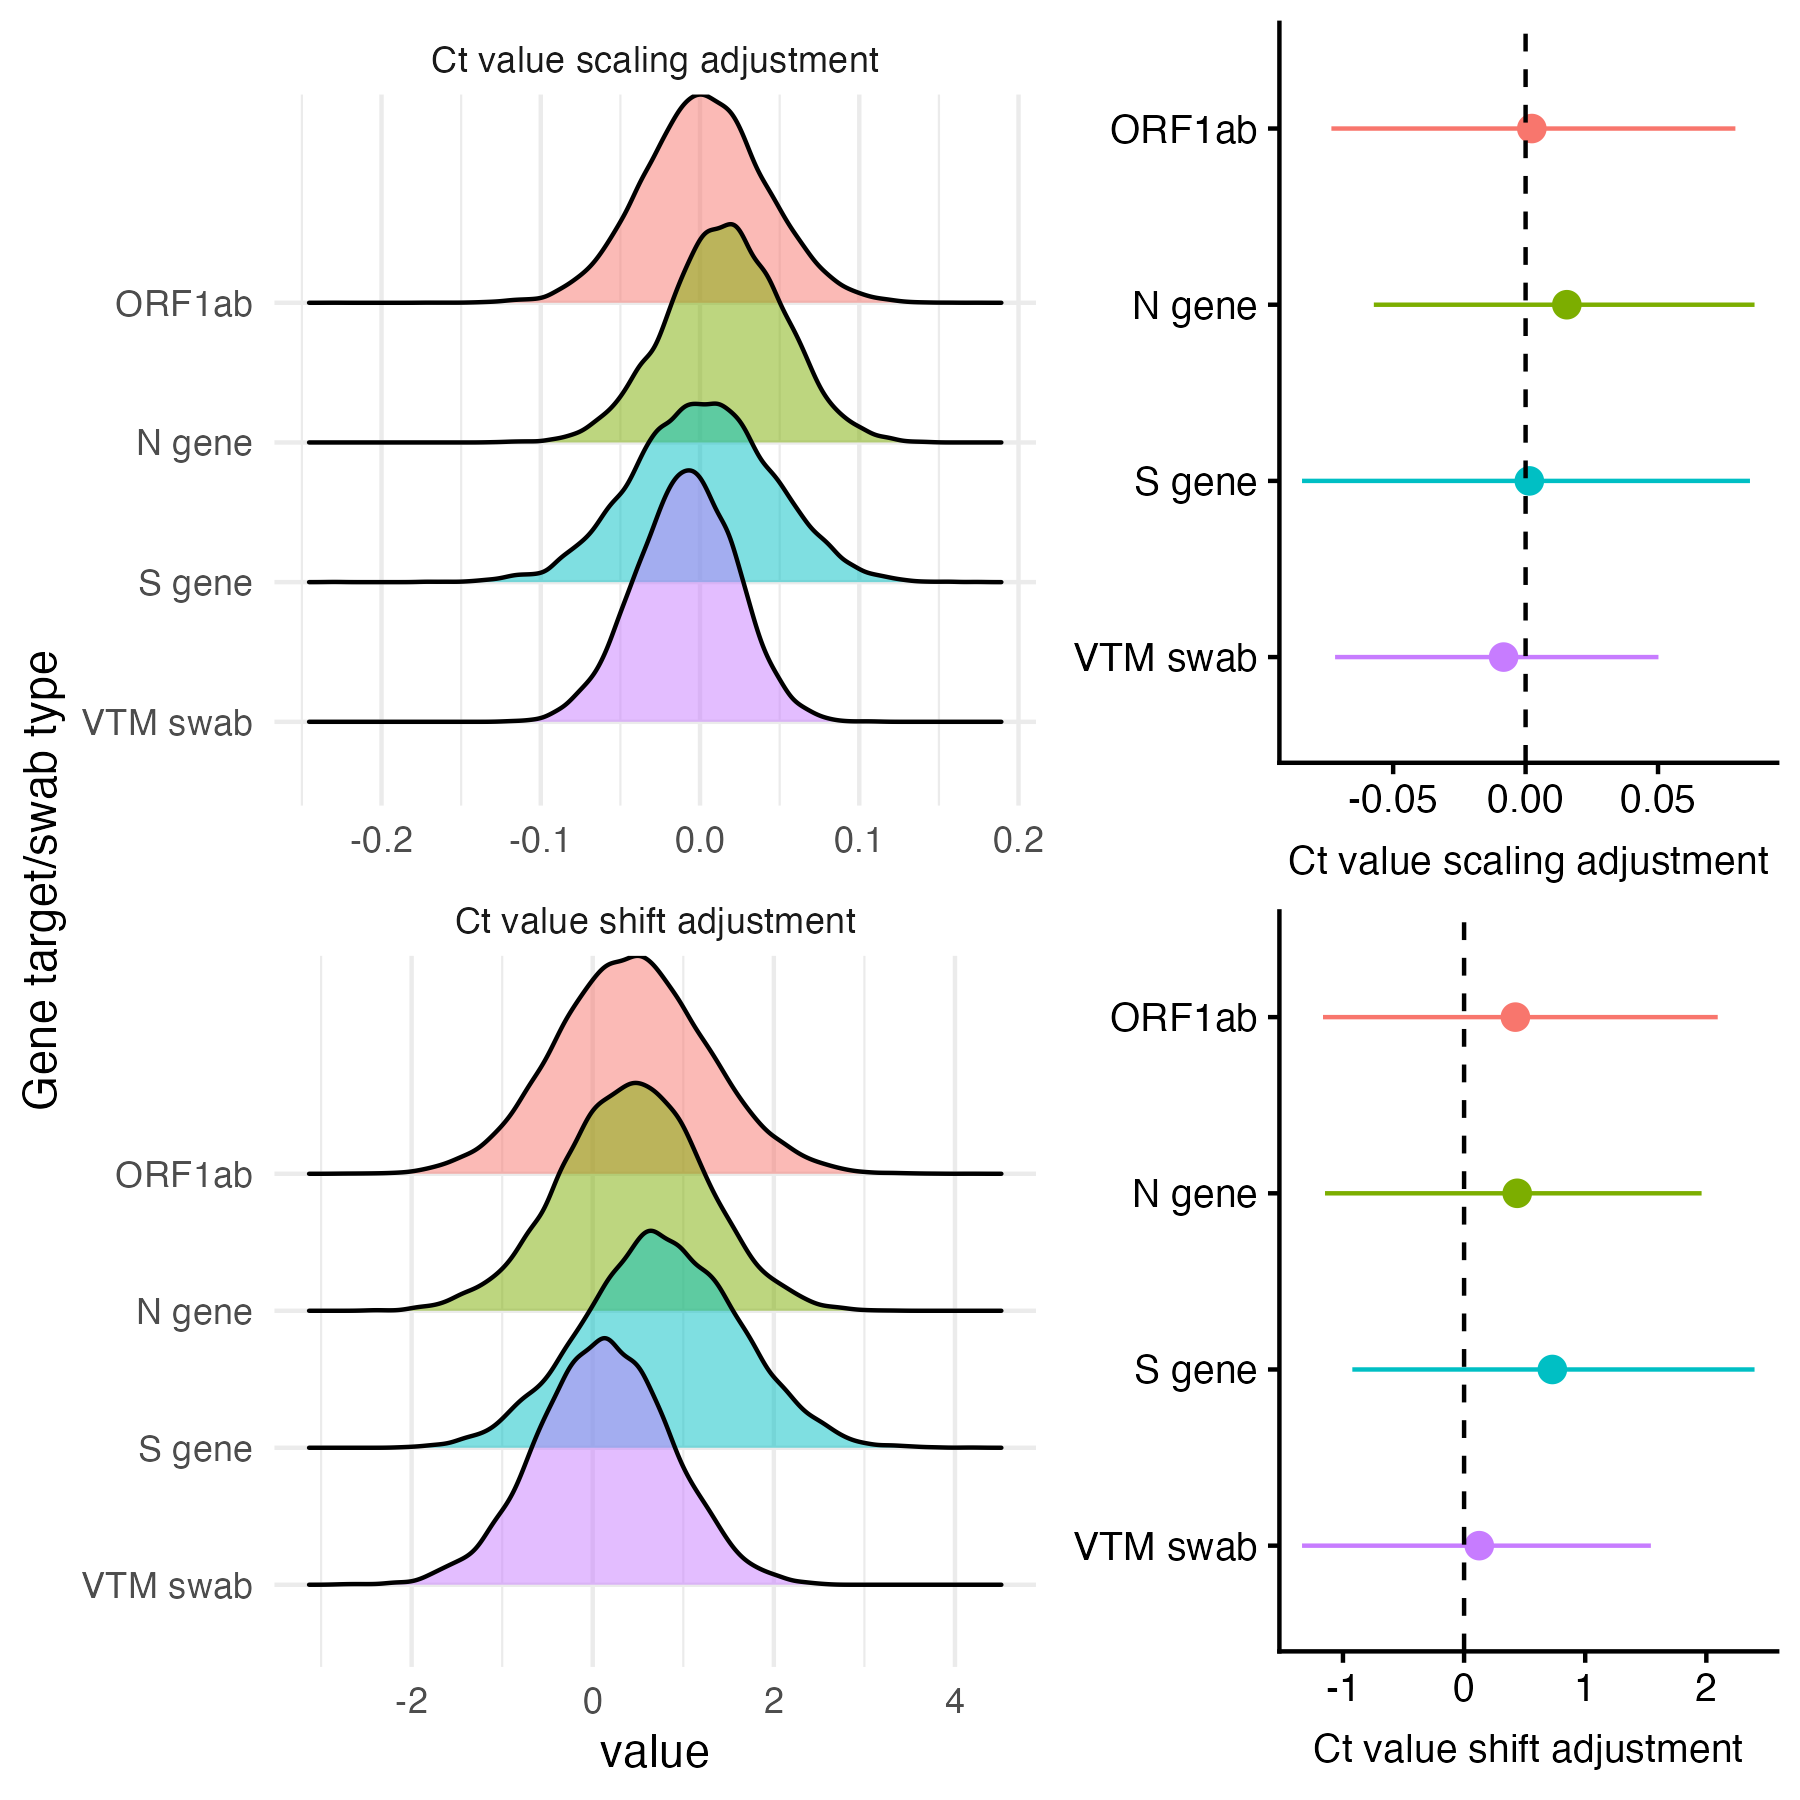 Gene target/swab type
Ct value scaling adjustment
ORF1ab
N gene
S gene
VTM swab
-0.2 -0.1 0.0 0.1 0.2
Ct value shift adjustment
ORF1ab
N gene
S gene
VTM swab
-2 0 2 4
value
ORF1ab
N gene
S gene
VTM swab
-0.05 0.00 0.05
Ct value scaling adjustment
ORF1ab
N gene
S gene
VTM swab
-1 0 1 2
Ct value shift adjustment